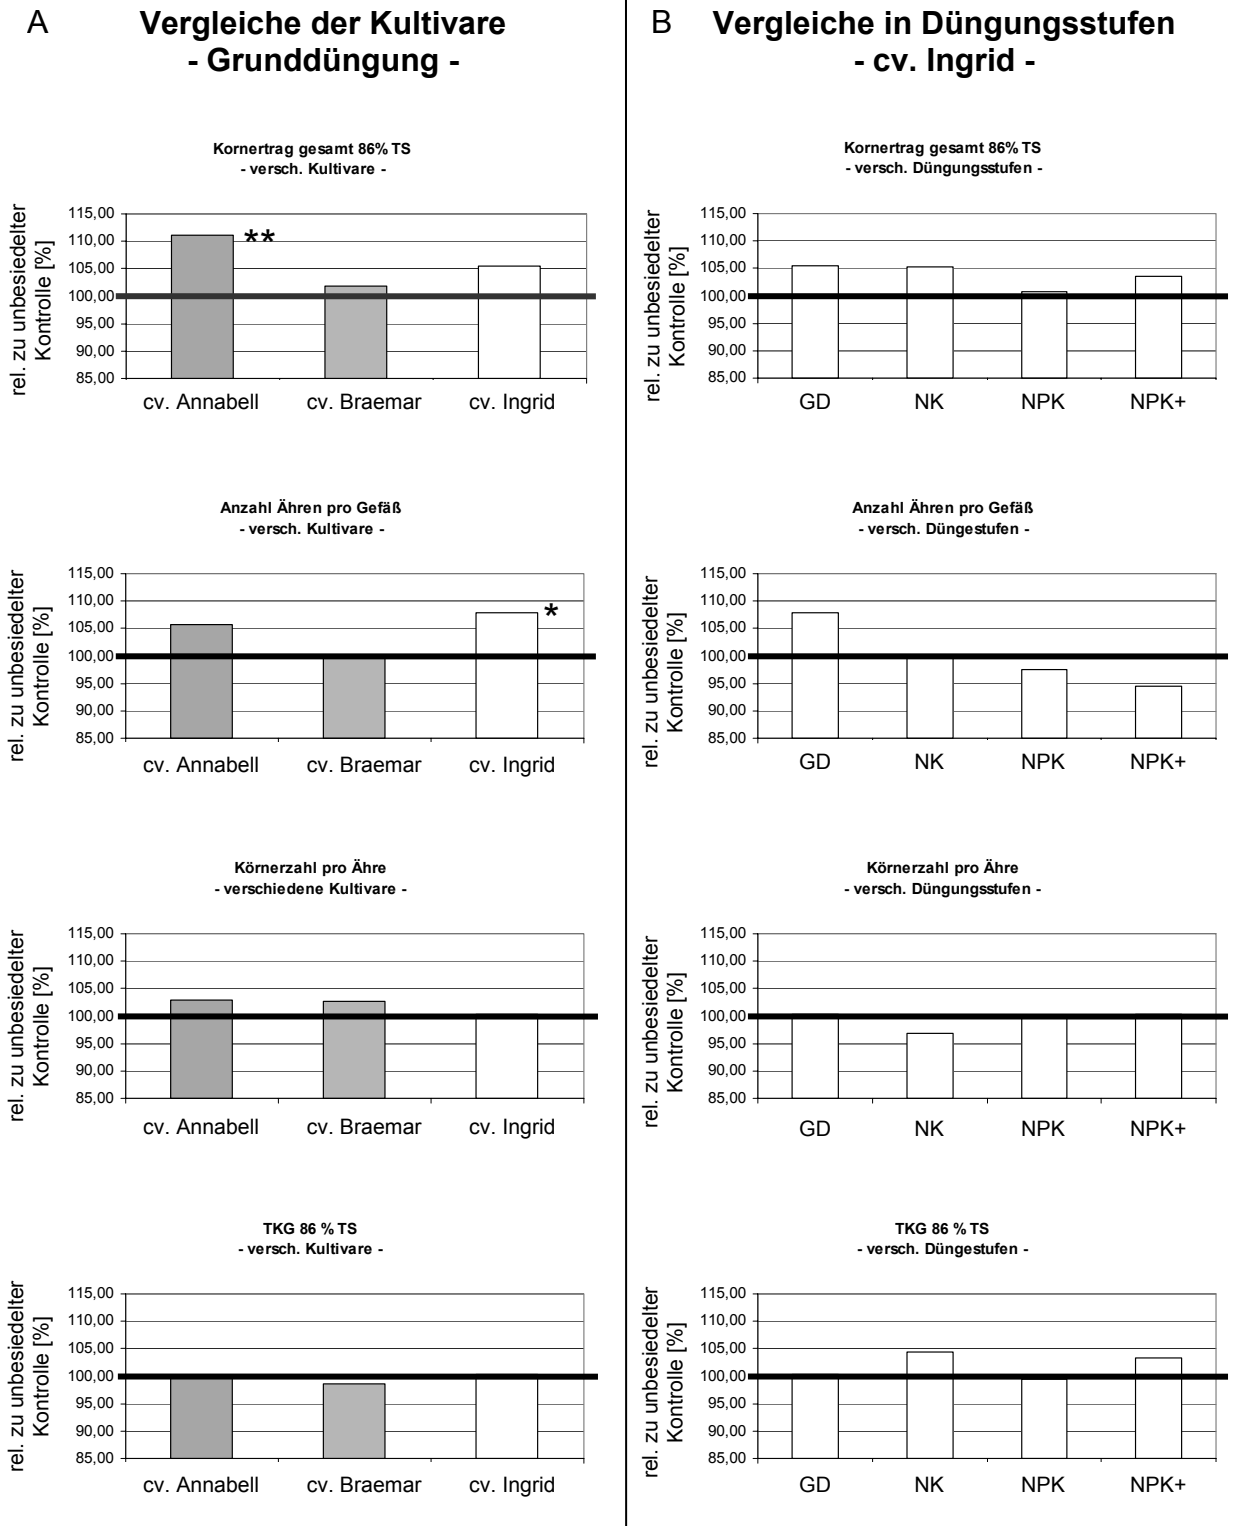 A
Vergleiche der Kultivare
- Grunddüngung -
Kornertrag gesamt 86% TS
- versch. Kultivare -
rel. zu unbesiedelter
Kontrolle [%]
115,00
110,00
105,00
100,00
95,00
90,00
85,00
**
cv. Annabell cv. Braemar cv. Ingrid
Anzahl Ähren pro Gefäß
- versch. Kultivare -
rel. zu unbesiedelter
Kontrolle [%]
115,00
110,00
105,00
100,00
95,00
90,00
85,00
*
cv. Annabell cv. Braemar cv. Ingrid
Körnerzahl pro Ähre
- verschiedene Kultivare -
rel. zu unbesiedelter
Kontrolle [%]
115,00
110,00
105,00
100,00
95,00
90,00
85,00
cv. Annabell cv. Braemar cv. Ingrid
TKG 86 % TS
- versch. Kultivare -
rel. zu unbesiedelter
Kontrolle [%]
115,00
110,00
105,00
100,00
95,00
90,00
85,00
cv. Annabell cv. Braemar cv. Ingrid
B
Vergleiche in Düngungsstufen
- cv. Ingrid -
Kornertrag gesamt 86% TS
- versch. Düngungsstufen -
rel. zu unbesiedelter
Kontrolle [%]
115,00
110,00
105,00
100,00
95,00
90,00
85,00
GD NK NPK NPK+
Anzahl Ähren pro Gefäß
- versch. Düngestufen -
rel. zu unbesiedelter
Kontrolle [%]
115,00
110,00
105,00
100,00
95,00
90,00
85,00
GD NK NPK NPK+
Körnerzahl pro Ähre
- versch. Düngungsstufen -
rel. zu unbesiedelter
Kontrolle [%]
115,00
110,00
105,00
100,00
95,00
90,00
85,00
GD NK NPK NPK+
TKG 86 % TS
- versch. Düngestufen -
rel. zu unbesiedelter
Kontrolle [%]
115,00
110,00
105,00
100,00
95,00
90,00
85,00
GD NK NPK NPK+